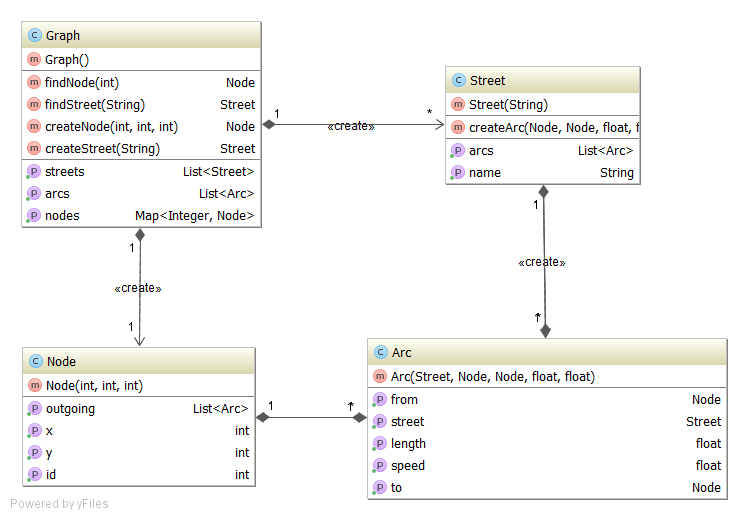 C Graph
m Graph()
m findNode(int) Node
m findStreet(String) Street
m createNode(int, int, int) Node
m createStreet(String) Street
P streets List<Street>
P arcs List<Arc>
P nodes Map<Integer, Node>
1 «create» *
C Street
m Street(String)
m createArc(Node, Node, float, f
P arcs List<Arc>
P name String
1
«create»
1
1
«create»
*
C Node
m Node(int, int, int)
P outgoing List<Arc>
P x int
P y int
P id int
1 *
C Arc
m Arc(Street, Node, Node, float, float)
P from Node
P street Street
P length float
P speed float
P to Node
Powered by yFiles